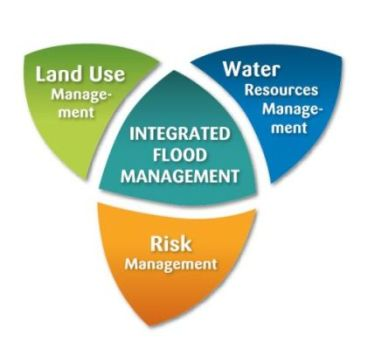 Land Use
Manage-
ment
Water
Resources
Manage-
ment
INTEGRATED
FLOOD
MANAGEMENT
Risk
Management